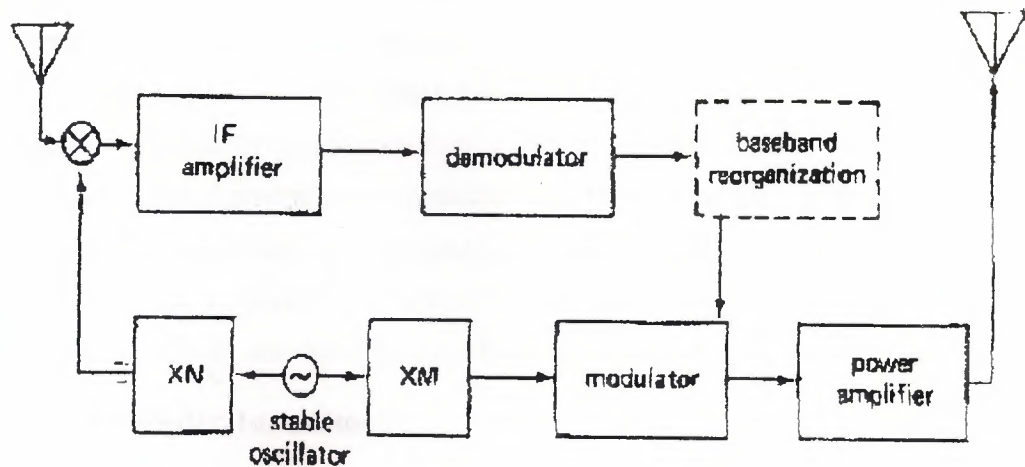 IF
amplifier
demodulator
baseband
reorganization
XN
stable
oscillator
XM
modulator
power
amplifier